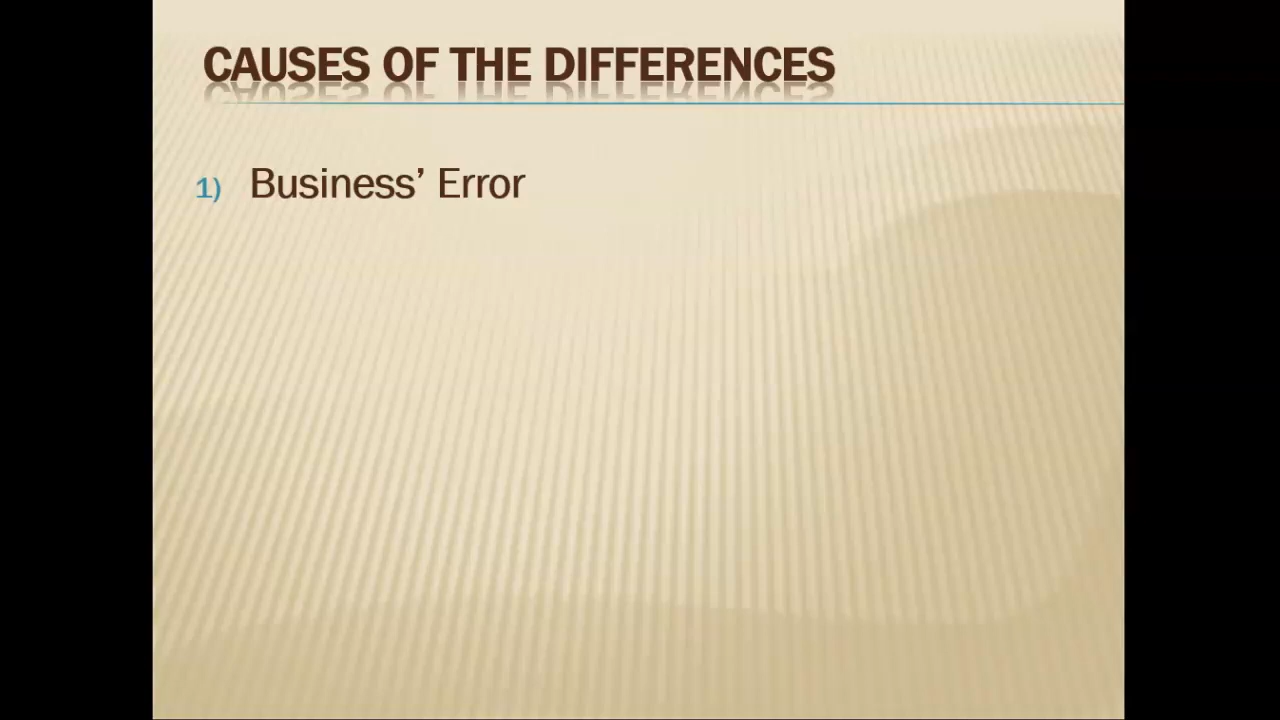 CAUSES OF THE DIFFERENCES
1) Business’ Error